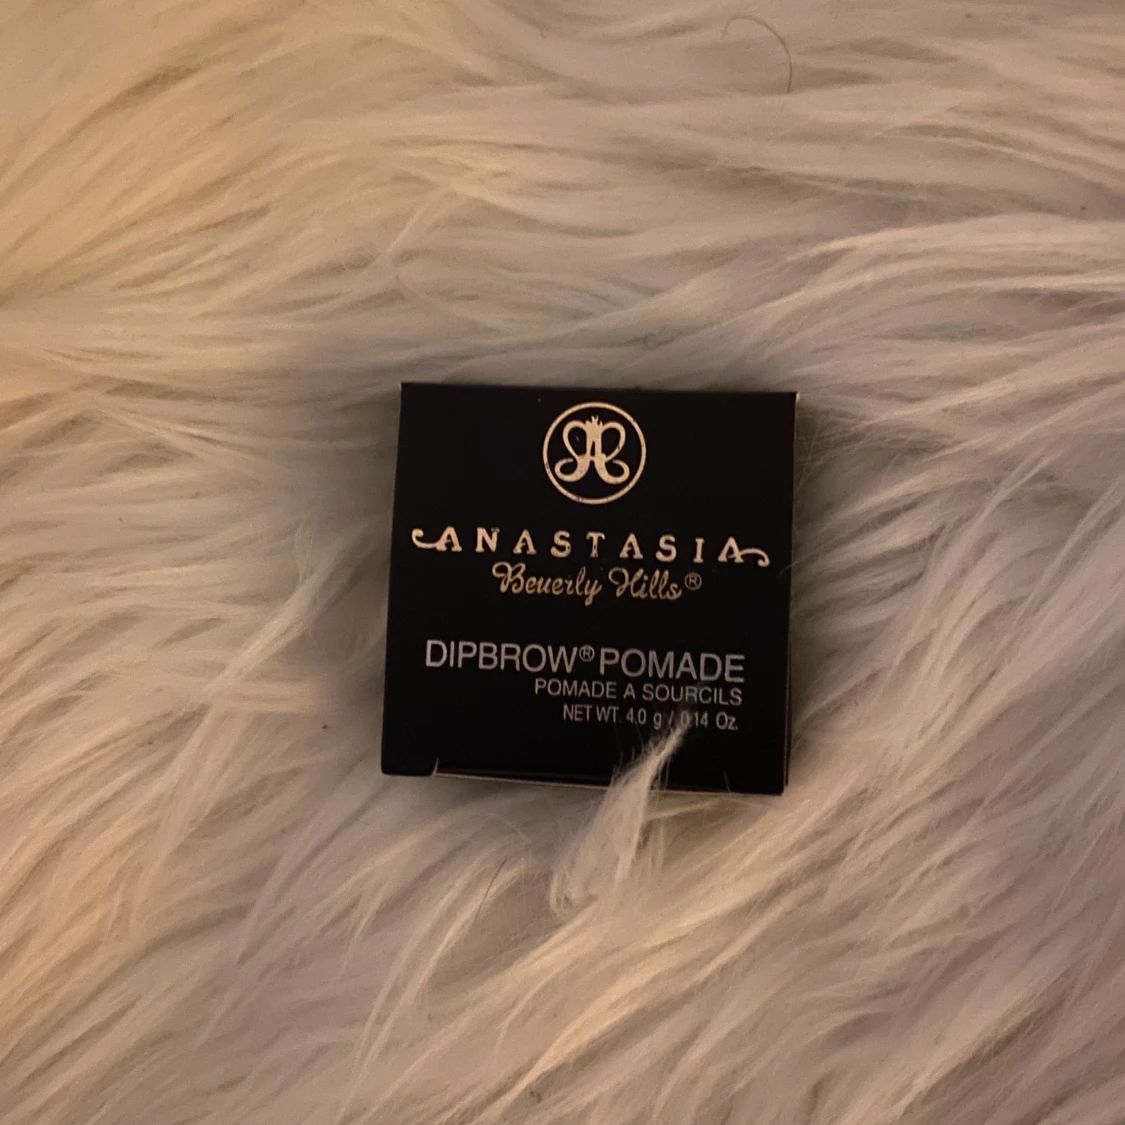 ANASTASIA
Beverly Hills®
DIPBROW® POMADE
POMADE A SOURCILS
NET WT. 4.0 g / 0.14 Oz.